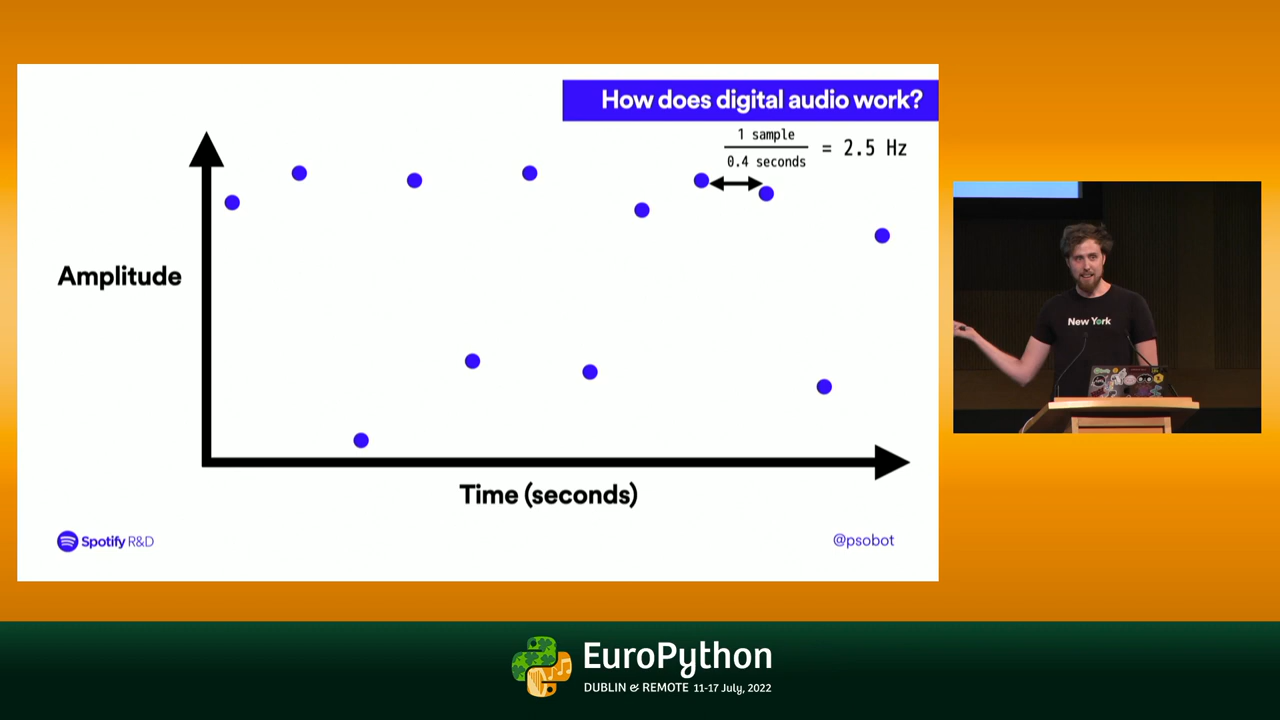 How does digital audio work?
1 sample
0.4 seconds
= 2.5 Hz
Amplitude
Time (seconds)
Spotify R&D
@psobot
New York
EuroPython
DUBLIN & REMOTE 11-17 July, 2022